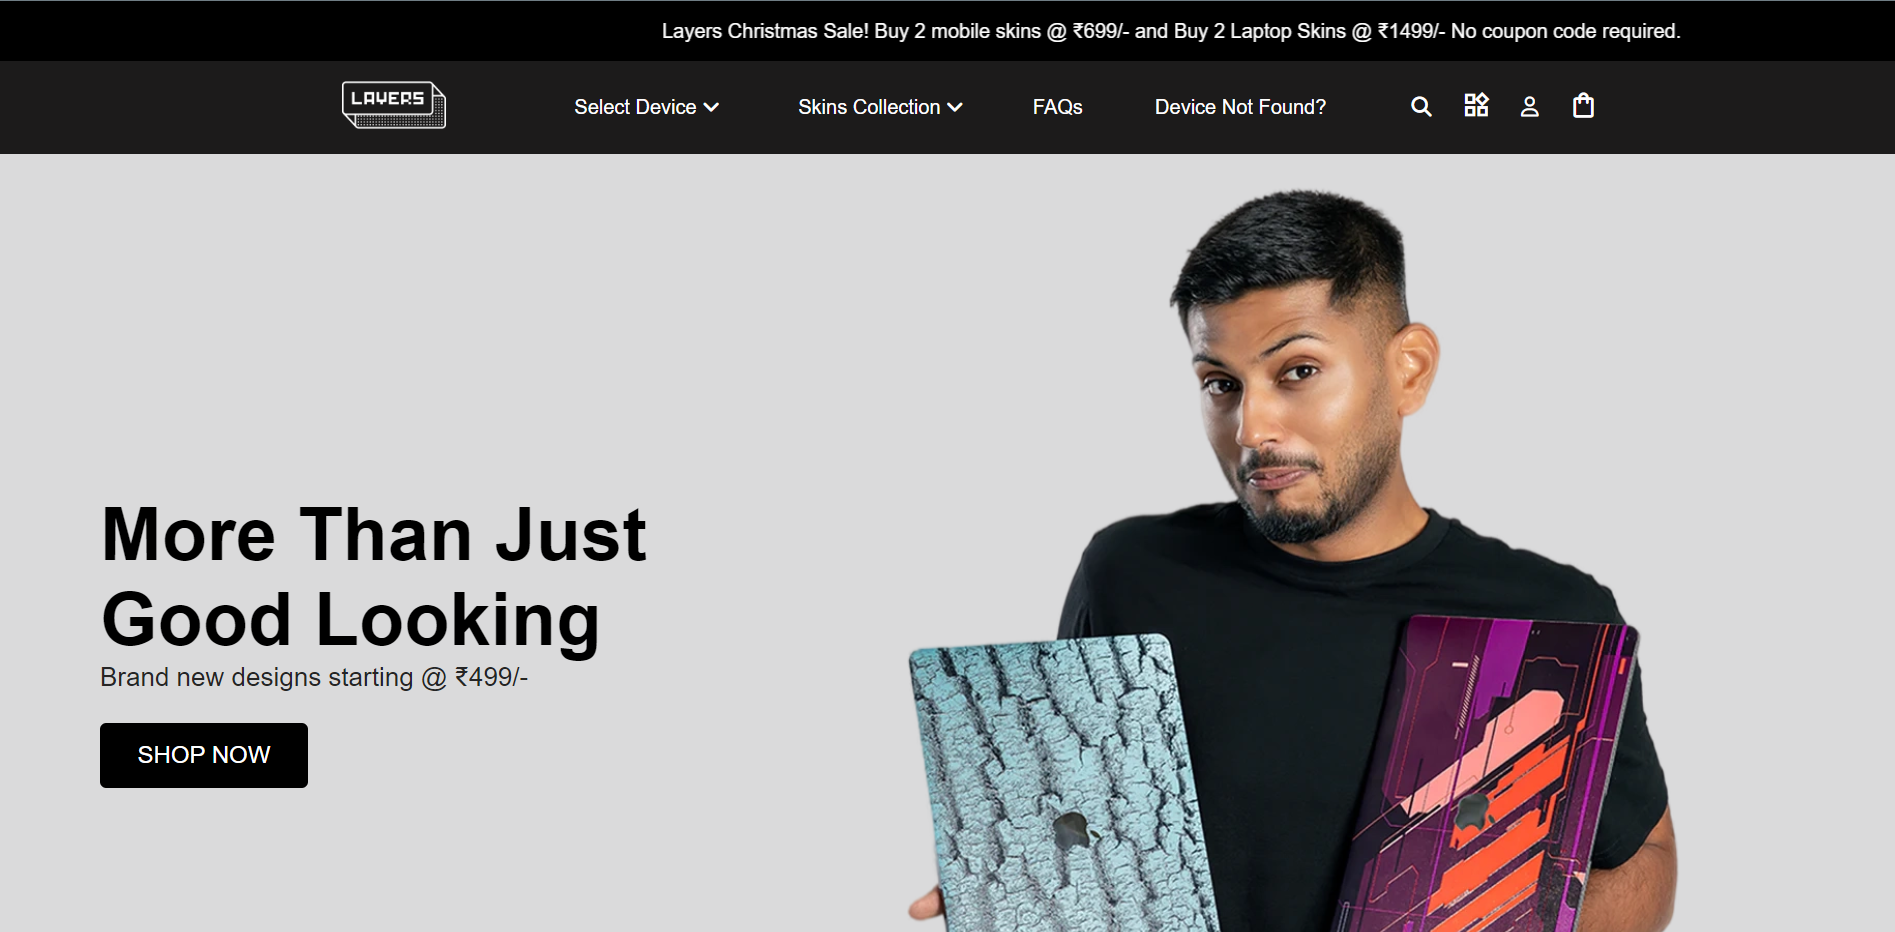 Layers Christmas Sale! Buy 2 mobile skins @ ₹699/- and Buy 2 Laptop Skins @ ₹1499/- No coupon code required.
LAYERS
Select Device
Skins Collection
FAQs
Device Not Found?
More Than Just
Good Looking
Brand new designs starting @ ₹499/-
SHOP NOW